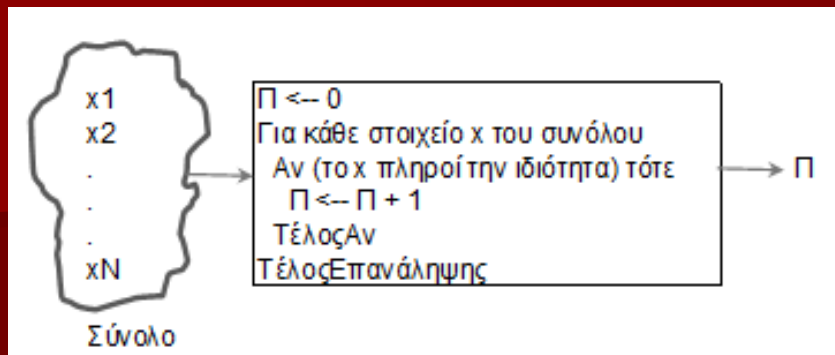 x1
x2
.
.
.
xN
Σύνολο
Π <-- 0
Για κάθε στοιχείο x του συνόλου
Αν (το x πληροί την ιδιότητα) τότε
Π <-- Π + 1
ΤέλοςΑν
ΤέλοςΕπανάληψης
Π